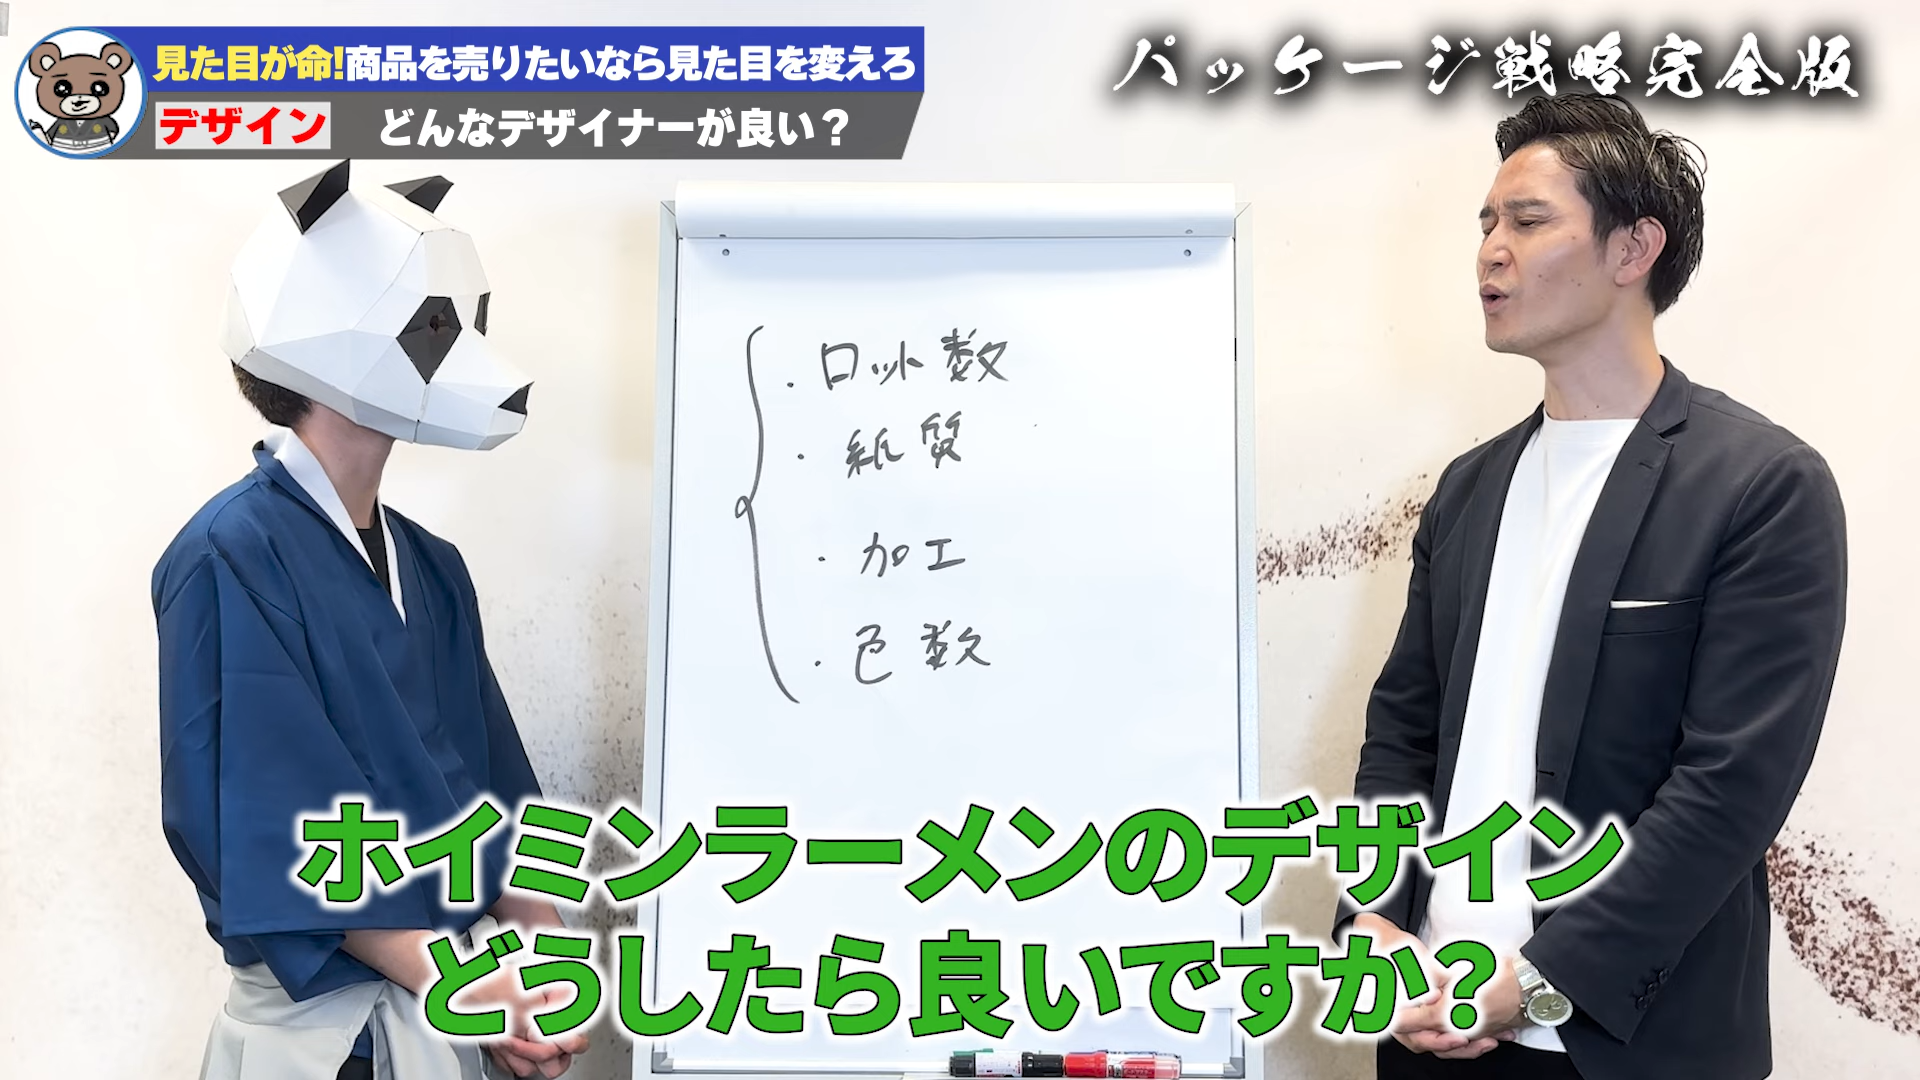 見た目が命!商品を売りたいなら見た目を変えろ
デザイン どんなデザイナーが良い？
パッケージ戦略完全版
・ロット数
・紙質
・加工
・色数
ホイミンラーメンのデザイン
どうしたら良いですか？